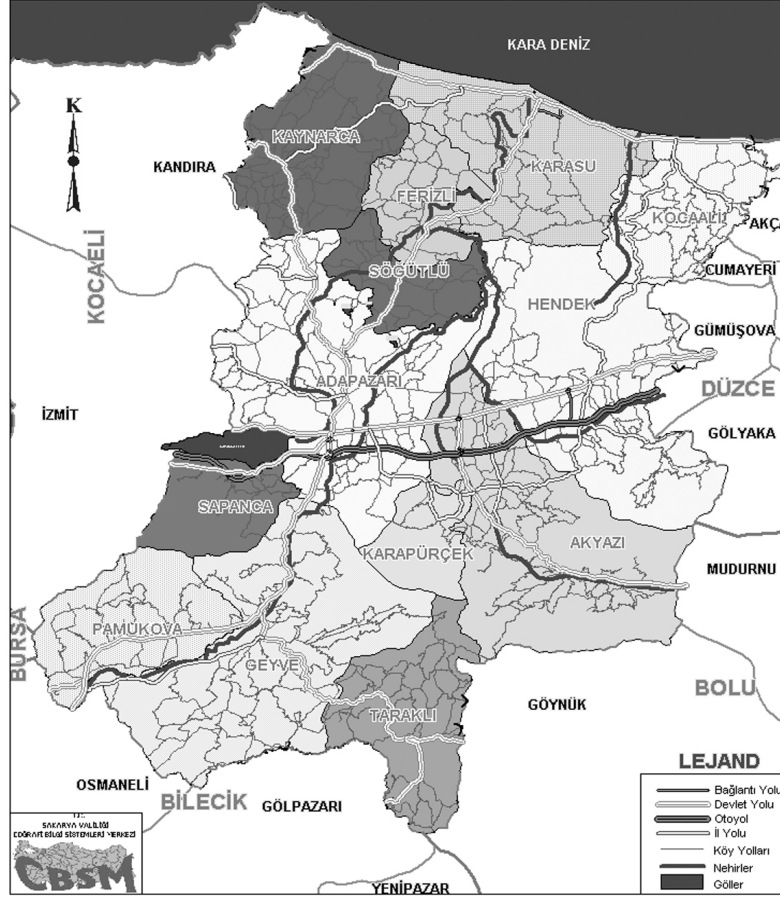 KARA DENİZ
K
KAYNARCA
KANDIRA
KARASU
FERİZLİ
KOCAALİ
AKÇA
KOCAELİ
SÖĞÜTLÜ
CUMAYERİ
HENDEK
GÜMÜŞOVA
ADAPAZARI
DÜZCE
İZMİT
GÖLYAKA
SAPANCA
KARAPÜRÇEK
AKYAZI
MUDURNU
PAMUKOVA
BURSA
GEYVE
BOLU
GÖYNÜK
TARAKLI
OSMANELİ
BİLECİK
GÖLPAZARI
YENİPAZAR
LEJAND
Bağlantı Yolu
Devlet Yolu
Otoyol
İl Yolu
Köy Yolları
Nehirler
Göller
T.C.
SAKARYA VALİLİĞİ
COĞRAFİ BİLGİ SİSTEMLERİ MERKEZİ
CBSM